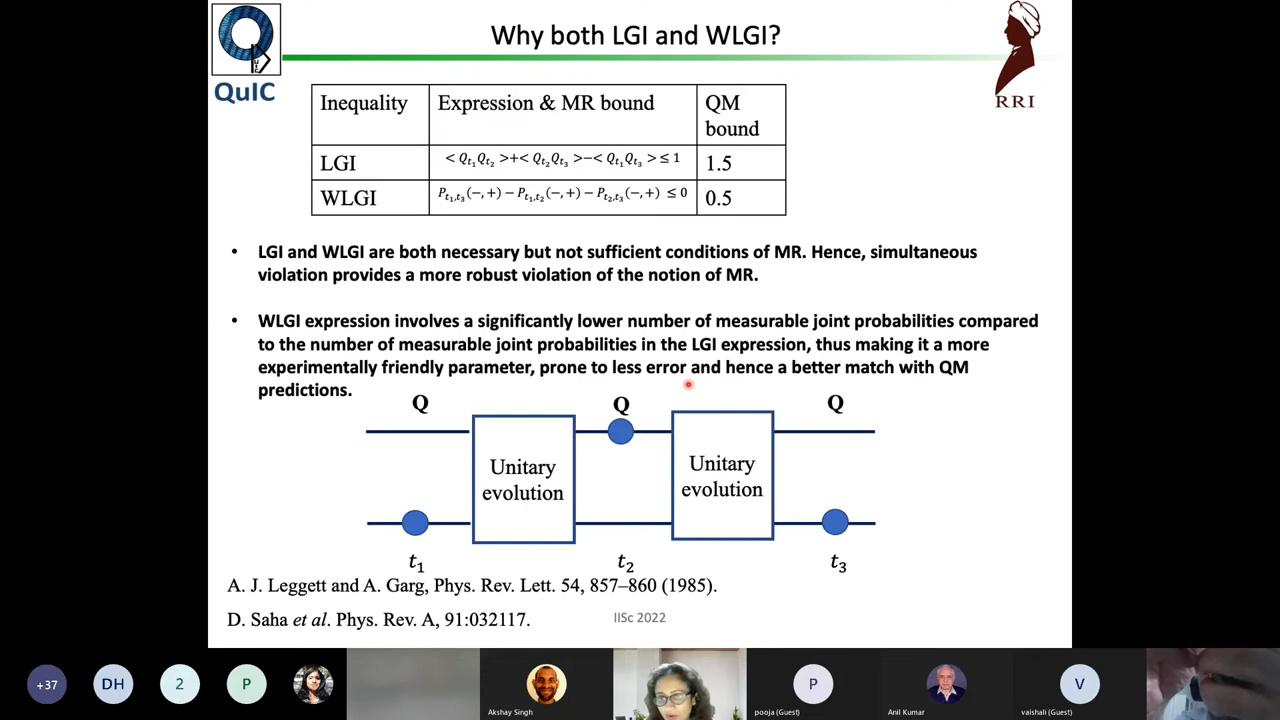 Why both LGI and WLGI?
QuIC
QuIC
RRI
Inequality
Expression & MR bound
QM
bound
LGI
< Q_{t_1}Q_{t_2} >+< Q_{t_2}Q_{t_3} >−< Q_{t_1}Q_{t_3} > ≤ 1
1.5
WLGI
P_{t_1,t_3}(−,+) − P_{t_1,t_2}(−,+) − P_{t_2,t_3}(−,+) ≤ 0
0.5
• LGI and WLGI are both necessary but not sufficient conditions of MR. Hence, simultaneous
violation provides a more robust violation of the notion of MR.
• WLGI expression involves a significantly lower number of measurable joint probabilities compared
to the number of measurable joint probabilities in the LGI expression, thus making it a more
experimentally friendly parameter, prone to less error and hence a better match with QM
predictions.
Q Q Q
Unitary
evolution
Unitary
evolution
t_1 t_2 t_3
A. J. Leggett and A. Garg, Phys. Rev. Lett. 54, 857–860 (1985).
D. Saha et al. Phys. Rev. A, 91:032117.
IISc 2022
+37
DH
2
P
Akshay Singh
P
pooja (Guest)
Anil Kumar
V
vaishali (Guest)